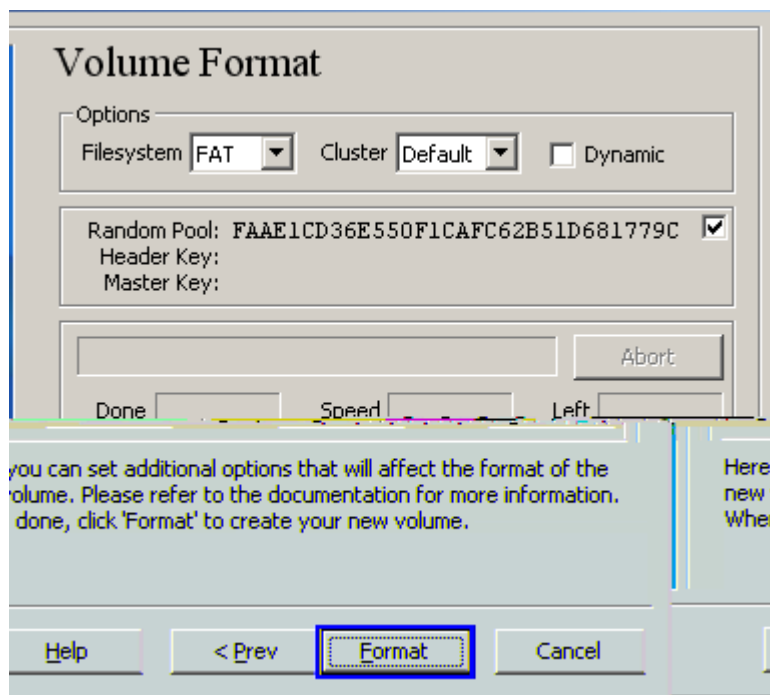 Volume Format
Options
Filesystem FAT Cluster Default Dynamic
Random Pool: FAAE1CD36E550F1CAFC62B51D681779C
Header Key:
Master Key:
Abort
Done Speed Left
you can set additional options that will affect the format of the
olume. Please refer to the documentation for more information.
done, click 'Format' to create your new volume.
Here
new
When
Help < Prev Format Cancel